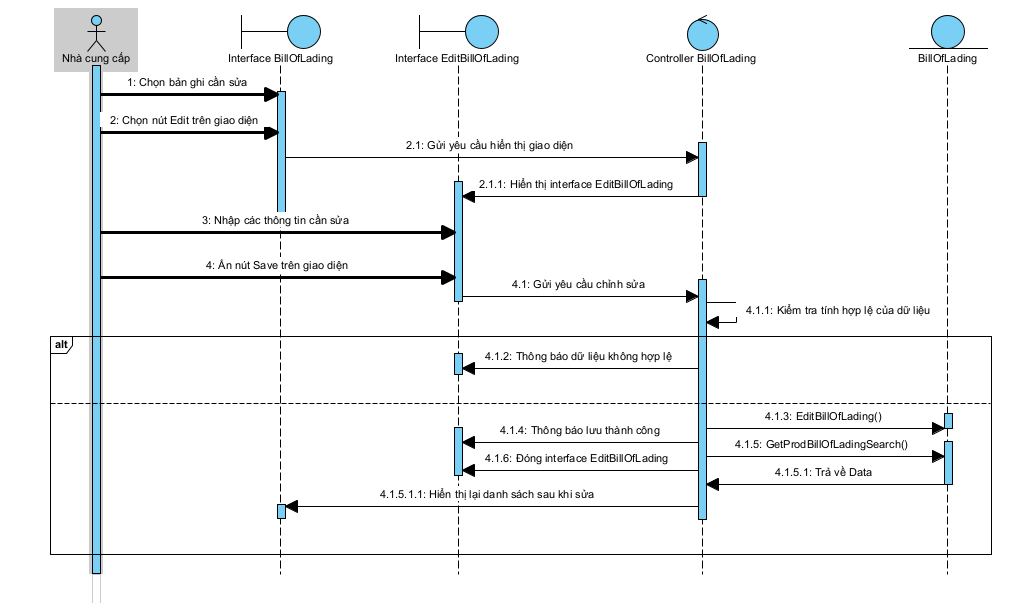 Nhà cung cấp
Interface BillOfLading
Interface EditBillOfLading
Controller BillOfLading
BillOfLading
1: Chọn bản ghi cần sửa
2: Chọn nút Edit trên giao diện
2.1: Gửi yêu cầu hiển thị giao diện
2.1.1: Hiển thị interface EditBillOfLading
3: Nhập các thông tin cần sửa
4: Ấn nút Save trên giao diện
4.1: Gửi yêu cầu chỉnh sửa
4.1.1: Kiểm tra tính hợp lệ của dữ liệu
alt
4.1.2: Thông báo dữ liệu không hợp lệ
4.1.3: EditBillOfLading()
4.1.4: Thông báo lưu thành công
4.1.5: GetProdBillOfLadingSearch()
4.1.6: Đóng interface EditBillOfLading
4.1.5.1: Trả về Data
4.1.5.1.1: Hiển thị lại danh sách sau khi sửa